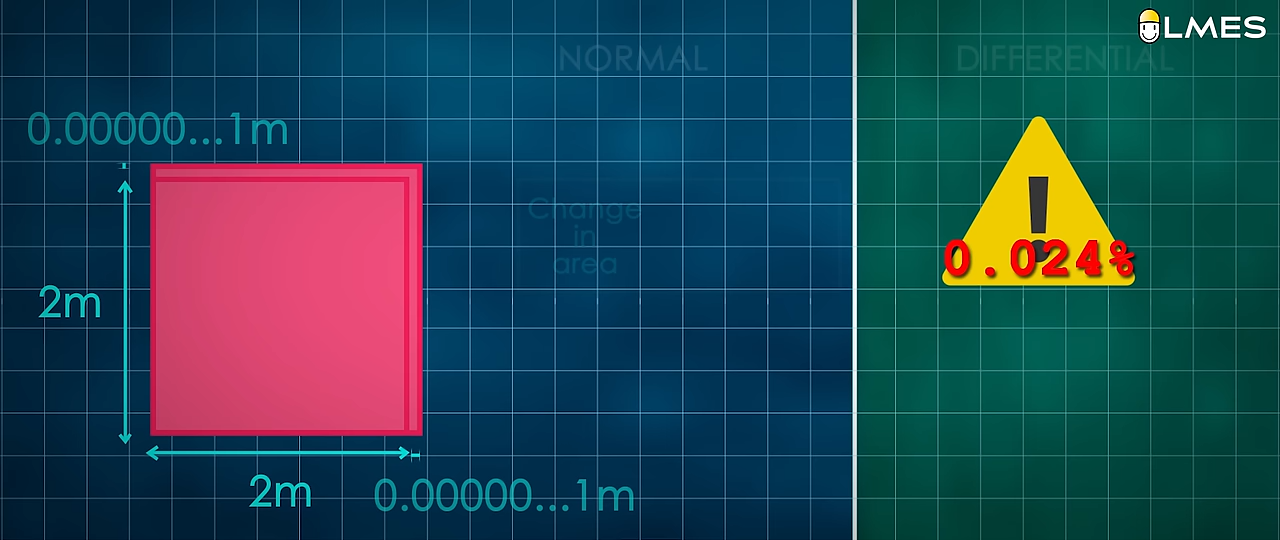 LMES
NORMAL
DIFFERENTIAL
0.00000...1m
Change
in
area
0.024%
2m
2m
0.00000...1m